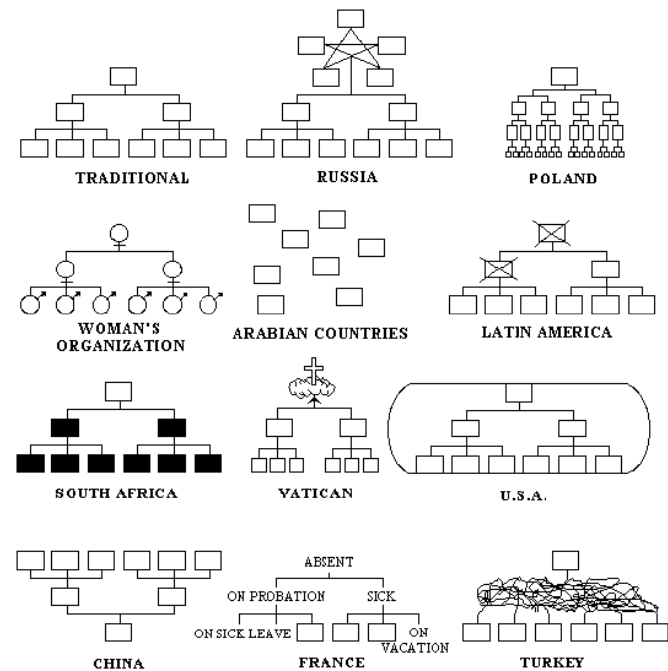 TRADITIONAL
RUSSIA
POLAND
WOMAN'S
ORGANIZATION
ARABIAN COUNTRIES
LATIN AMERICA
SOUTH AFRICA
VATICAN
U.S.A.
CHINA
ABSENT
ON PROBATION
SICK
ON SICK LEAVE
ON
VACATION
FRANCE
TURKEY